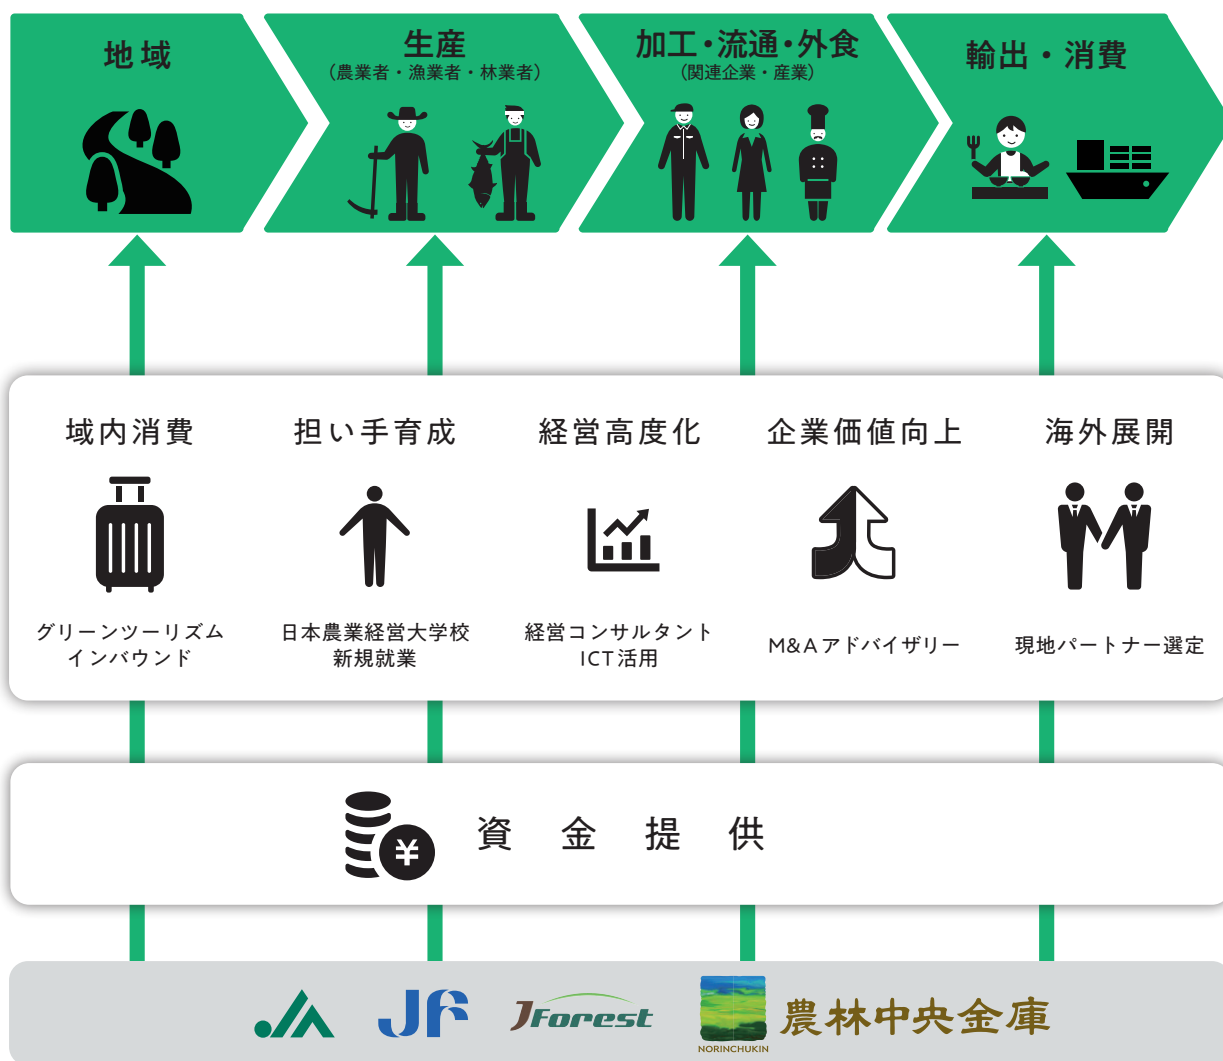 地域
生産
（農業者・漁業者・林業者）
加工・流通・外食
（関連企業・産業）
輸出・消費
域内消費
担い手育成
経営高度化
企業価値向上
海外展開
グリーンツーリズム
インバウンド
日本農業経営大学校
新規就業
経営コンサルタント
ICT活用
M&Aアドバイザリー
現地パートナー選定
¥
資金提供
JA
JF
JForest
NORINCHUKIN
農林中央金庫